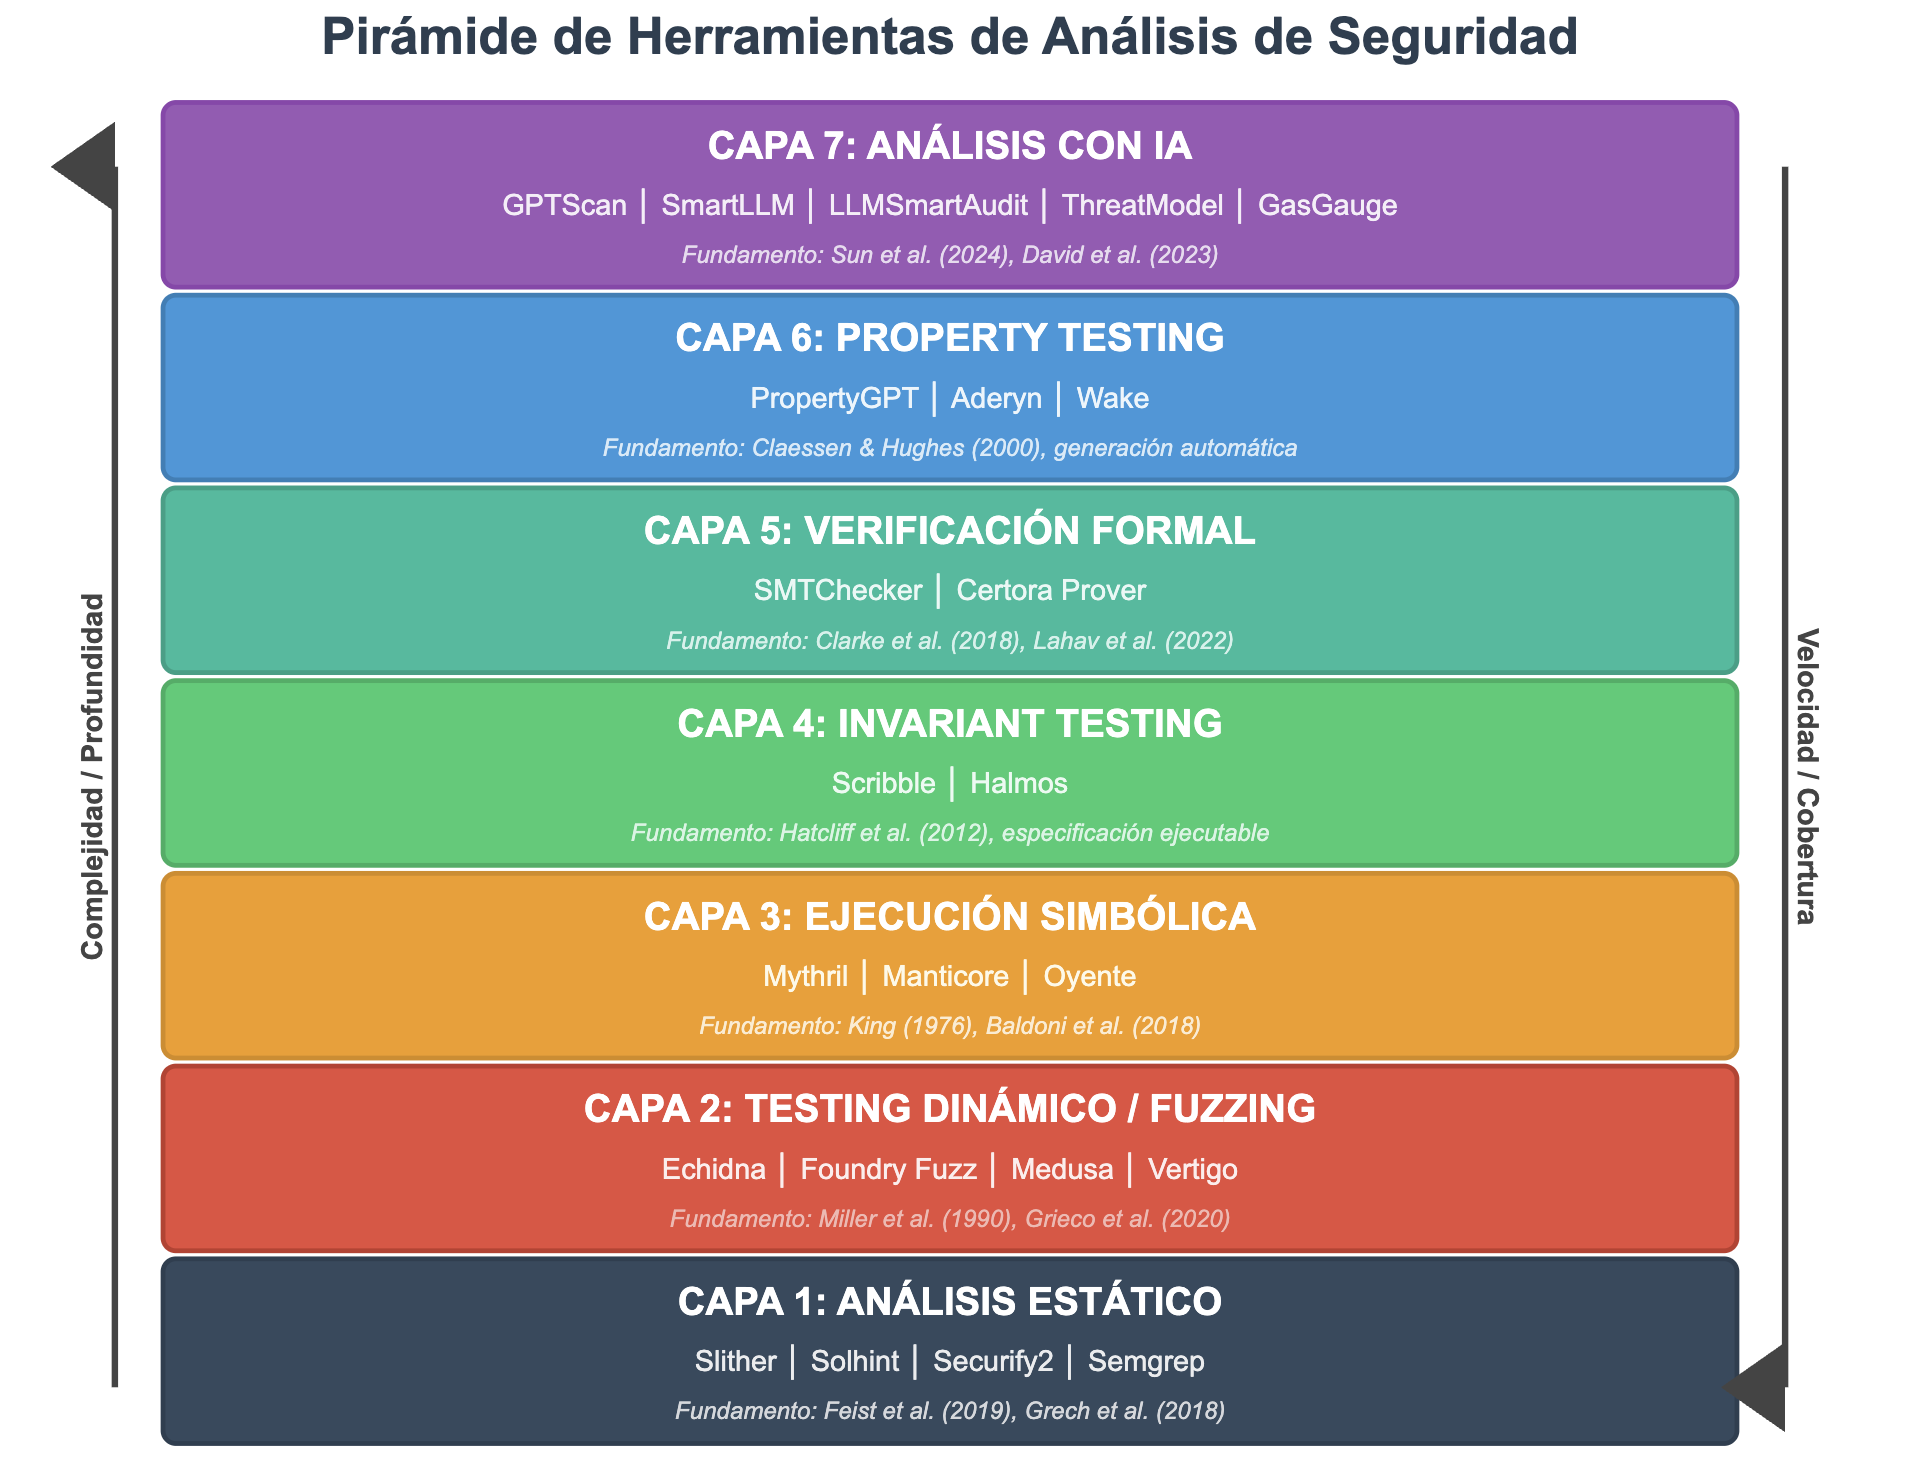 Pirámide de Herramientas de Análisis de Seguridad
CAPA 7: ANÁLISIS CON IA
GPTScan │ SmartLLM │ LLMSmartAudit │ ThreatModel │ GasGauge
Fundamento: Sun et al. (2024), David et al. (2023)
CAPA 6: PROPERTY TESTING
PropertyGPT │ Aderyn │ Wake
Fundamento: Claessen & Hughes (2000), generación automática
CAPA 5: VERIFICACIÓN FORMAL
SMTChecker │ Certora Prover
Fundamento: Clarke et al. (2018), Lahav et al. (2022)
CAPA 4: INVARIANT TESTING
Scribble │ Halmos
Fundamento: Hatcliff et al. (2012), especificación ejecutable
CAPA 3: EJECUCIÓN SIMBÓLICA
Mythril │ Manticore │ Oyente
Fundamento: King (1976), Baldoni et al. (2018)
CAPA 2: TESTING DINÁMICO / FUZZING
Echidna │ Foundry Fuzz │ Medusa │ Vertigo
Fundamento: Miller et al. (1990), Grieco et al. (2020)
CAPA 1: ANÁLISIS ESTÁTICO
Slither │ Solhint │ Securify2 │ Semgrep
Fundamento: Feist et al. (2019), Grech et al. (2018)
Complejidad / Profundidad
Velocidad / Cobertura